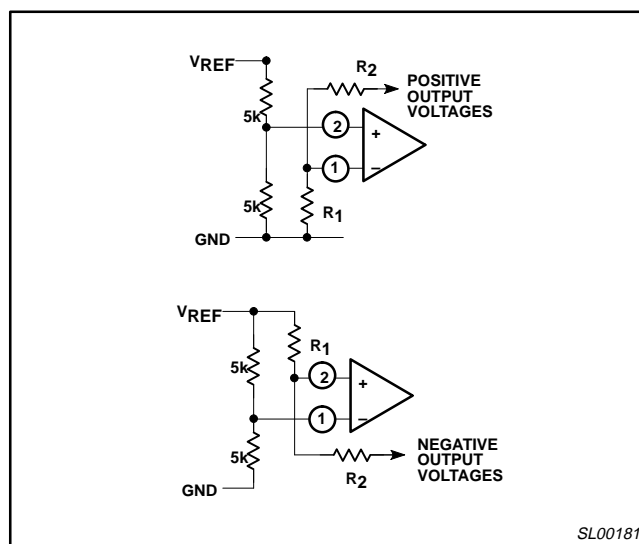 VREF
R2
POSITIVE
OUTPUT
VOLTAGES
5k
2
+
1
–
5k
R1
GND
VREF
R1
5k
2
+
1
–
5k
NEGATIVE
OUTPUT
VOLTAGES
R2
GND
SL00181